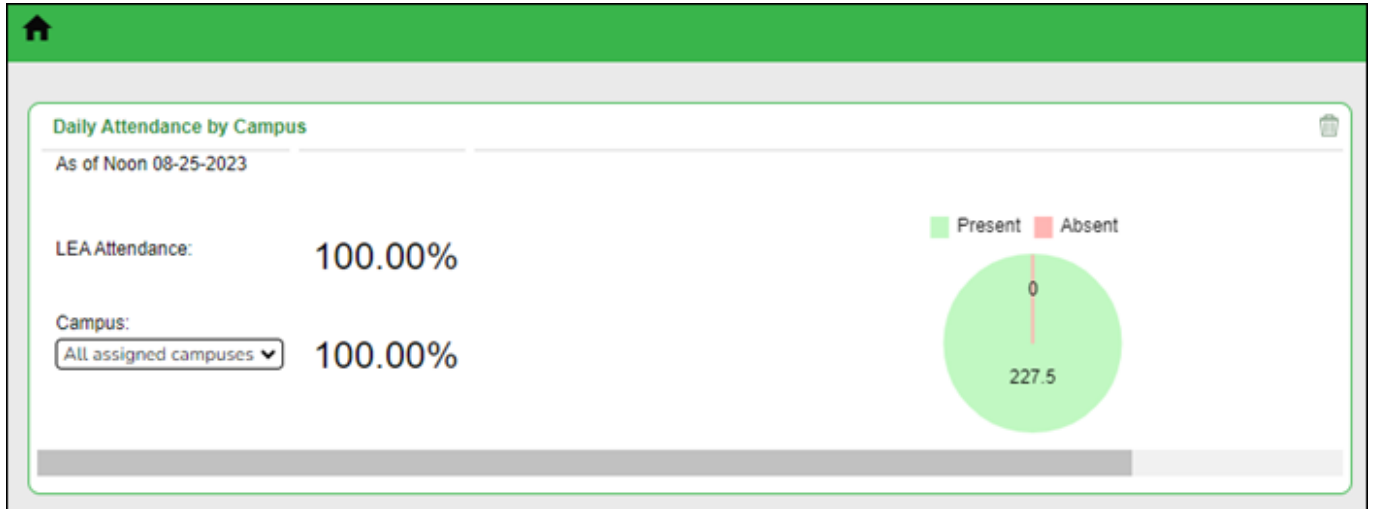 Daily Attendance by Campus
As of Noon 08-25-2023
LEA Attendance:
100.00%
Campus:
All assigned campuses
100.00%
Present
Absent
0
227.5